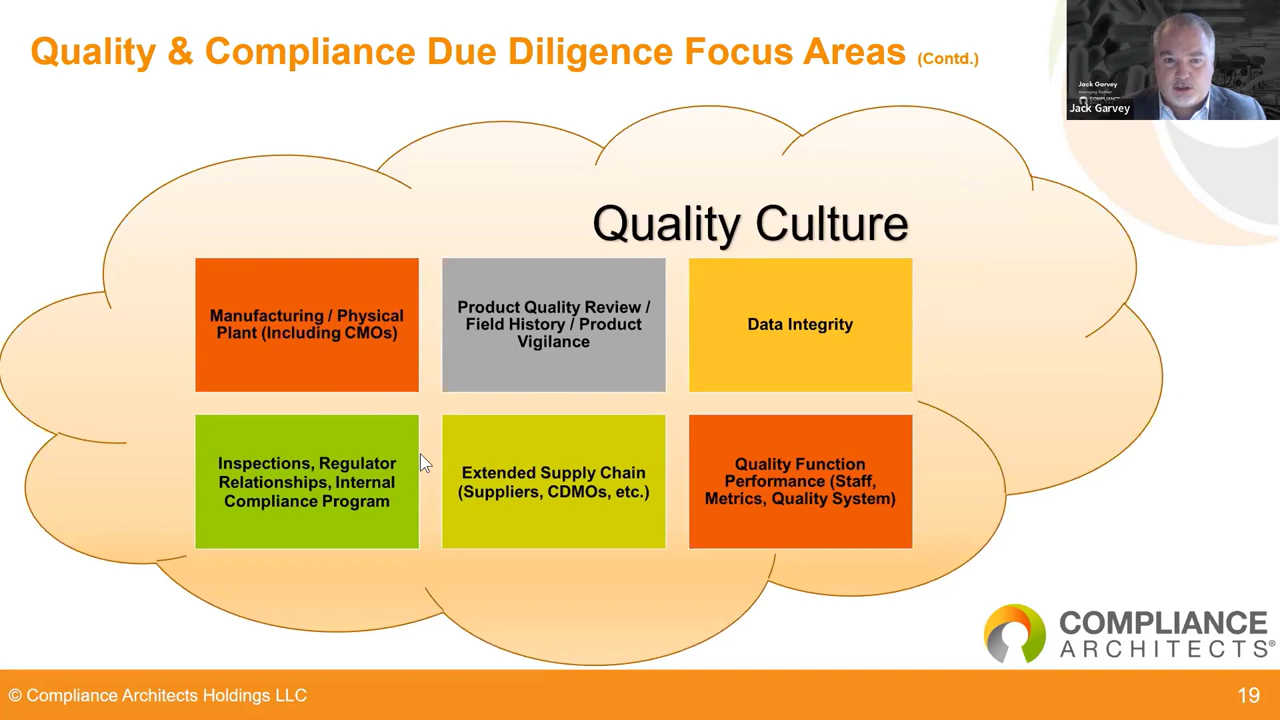 Quality & Compliance Due Diligence Focus Areas (Contd.)
Jack Garvey
Jack Garvey
Quality Culture
Manufacturing / Physical
Plant (Including CMOs)
Product Quality Review /
Field History / Product
Vigilance
Data Integrity
Inspections, Regulator
Relationships, Internal
Compliance Program
Extended Supply Chain
(Suppliers, CDMOs, etc.)
Quality Function
Performance (Staff,
Metrics, Quality System)
COMPLIANCE
ARCHITECTS®
© Compliance Architects Holdings LLC
19